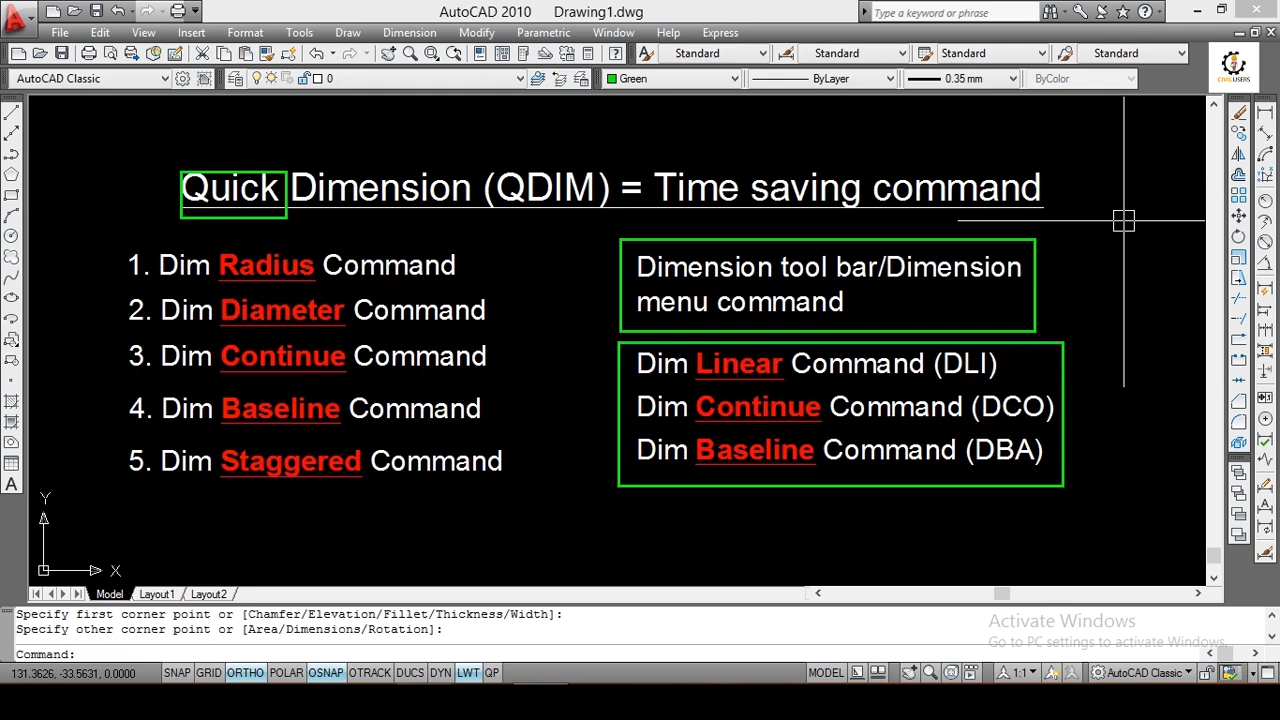 AutoCAD 2010 Drawing1.dwg
Type a keyword or phrase
File Edit View Insert Format Tools Draw Dimension Modify Parametric Window Help Express
Standard Standard Standard Standard
AutoCAD Classic 0 Green ByLayer 0.35 mm ByColor
CIVIL USERS
Quick Dimension (QDIM) = Time saving command
1. Dim Radius Command
2. Dim Diameter Command
3. Dim Continue Command
4. Dim Baseline Command
5. Dim Staggered Command
Dimension tool bar/Dimension
menu command
Dim Linear Command (DLI)
Dim Continue Command (DCO)
Dim Baseline Command (DBA)
Y
X
Model Layout1 Layout2
Specify first corner point or [Chamfer/Elevation/Fillet/Thickness/Width]:
Specify other corner point or [Area/Dimensions/Rotation]:
Command:
Activate Windows
Go to PC settings to activate Windows.
131.3626, -33.5631, 0.0000 SNAP GRID ORTHO POLAR OSNAP OTRACK DUCS DYN LWT QP MODEL 1:1 AutoCAD Classic